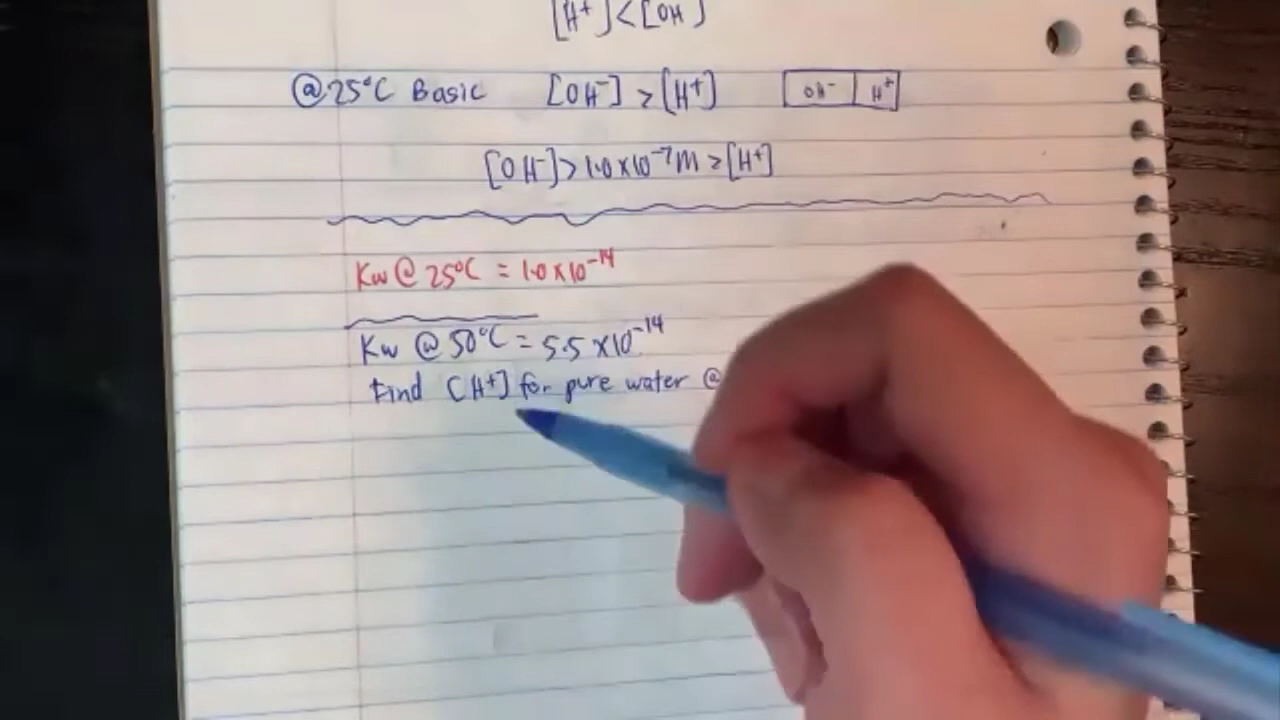 [H+]<[OH ]
@25°C Basic [OH-] > [H+] OH- H+
[OH-]>1.0x10-7M>[H+]
Kw @ 25°C = 1.0x10-14
Kw @ 50°C = 5.5x10-14
Find [H+] for pure water @